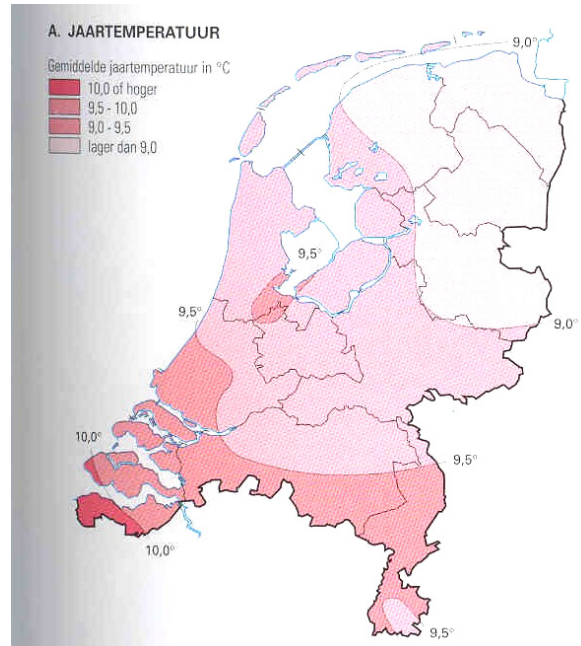 A. JAARTEMPERATUUR
Gemiddelde jaartemperatuur in °C
10,0 of hoger
9,5 - 10,0
9,0 - 9,5
lager dan 9,0
9,0°
9,5°
9,5°
9,0°
10,0°
9,5°
10,0°
9,5°